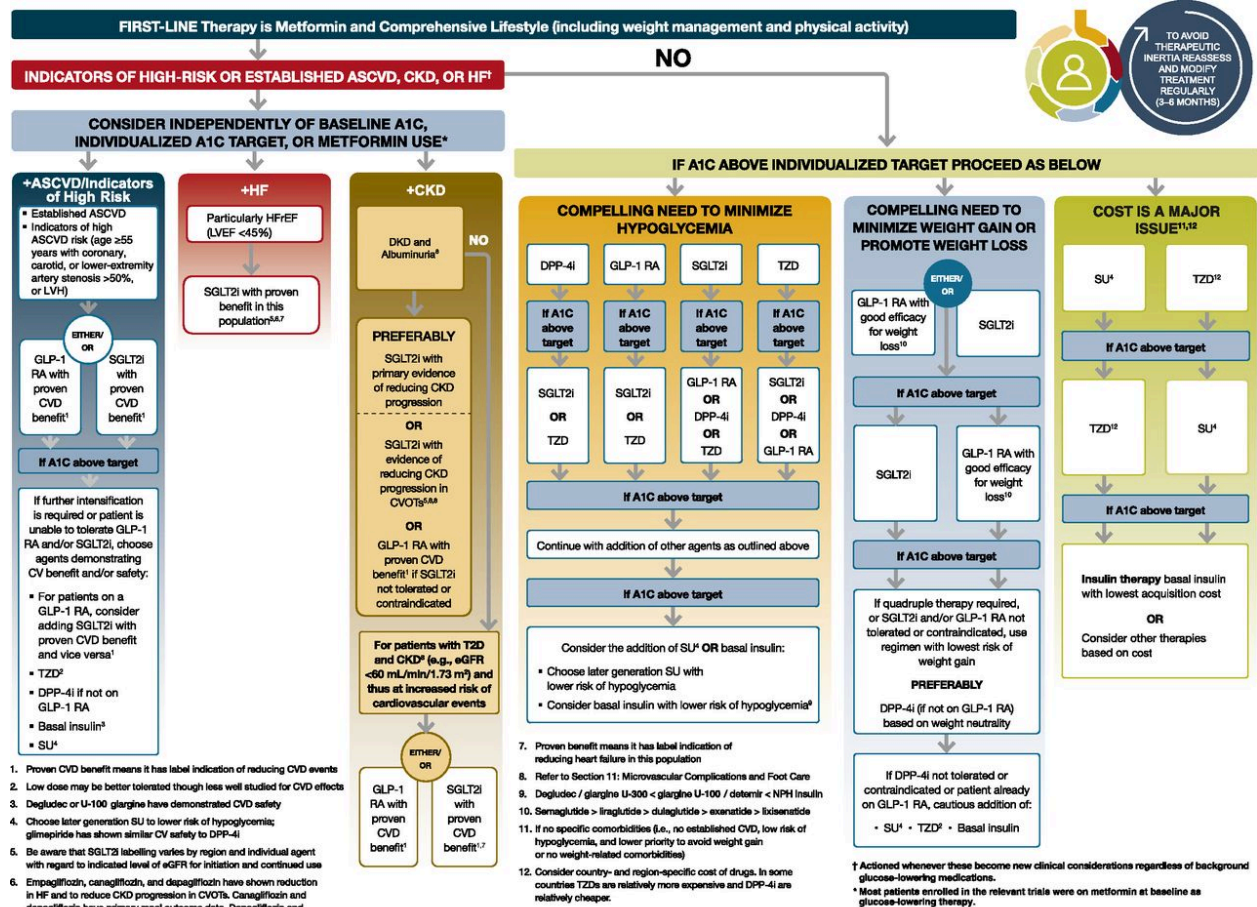 FIRST-LINE Therapy is Metformin and Comprehensive Lifestyle (including weight management and physical activity)
TO AVOID
THERAPEUTIC
INERTIA REASSESS
AND MODIFY
TREATMENT
REGULARLY
(3–6 MONTHS)
INDICATORS OF HIGH-RISK OR ESTABLISHED ASCVD, CKD, OR HF†
NO
CONSIDER INDEPENDENTLY OF BASELINE A1C,
INDIVIDUALIZED A1C TARGET, OR METFORMIN USE*
+ASCVD/Indicators
of High Risk
▪ Established ASCVD
▪ Indicators of high
ASCVD risk (age ≥55
years with coronary,
carotid, or lower-extremity
artery stenosis >50%,
or LVH)
EITHER/
OR
GLP-1
RA with
proven
CVD
benefit¹
SGLT2i
with
proven
CVD
benefit¹
If A1C above target
If further intensification
is required or patient is
unable to tolerate GLP-1
RA and/or SGLT2i, choose
agents demonstrating
CV benefit and/or safety:
▪ For patients on a
GLP-1 RA, consider
adding SGLT2i with
proven CVD benefit
and vice versa¹
▪ TZD²
▪ DPP-4i if not on
GLP-1 RA
▪ Basal insulin³
▪ SU⁴
+HF
Particularly HFrEF
(LVEF <45%)
SGLT2i with proven
benefit in this
population⁵,⁶,⁷
+CKD
DKD and
Albuminuria⁸
NO
PREFERABLY
SGLT2i with
primary evidence
of reducing CKD
progression
OR
SGLT2i with
evidence of
reducing CKD
progression in
CVOTs⁵,⁶,⁸
OR
GLP-1 RA with
proven CVD
benefit¹ if SGLT2i
not tolerated or
contraindicated
For patients with T2D
and CKD⁸ (e.g., eGFR
<60 mL/min/1.73 m²) and
thus at increased risk of
cardiovascular events
EITHER/
OR
GLP-1
RA with
proven
CVD
benefit¹
SGLT2i
with
proven
CVD
benefit¹,⁷
IF A1C ABOVE INDIVIDUALIZED TARGET PROCEED AS BELOW
COMPELLING NEED TO MINIMIZE
HYPOGLYCEMIA
DPP-4i
GLP-1 RA
SGLT2i
TZD
If A1C
above
target
If A1C
above
target
If A1C
above
target
If A1C
above
target
SGLT2i
OR
TZD
SGLT2i
OR
TZD
GLP-1 RA
OR
DPP-4i
OR
TZD
SGLT2i
OR
DPP-4i
OR
GLP-1 RA
If A1C above target
Continue with addition of other agents as outlined above
If A1C above target
Consider the addition of SU⁴ OR basal insulin:
▪ Choose later generation SU with
lower risk of hypoglycemia
▪ Consider basal insulin with lower risk of hypoglycemia⁹
COMPELLING NEED TO
MINIMIZE WEIGHT GAIN OR
PROMOTE WEIGHT LOSS
EITHER/
OR
GLP-1 RA with
good efficacy
for weight
loss¹⁰
SGLT2i
If A1C above target
SGLT2i
GLP-1 RA with
good efficacy
for weight
loss¹⁰
If A1C above target
If quadruple therapy required,
or SGLT2i and/or GLP-1 RA not
tolerated or contraindicated, use
regimen with lowest risk of
weight gain
PREFERABLY
DPP-4i (if not on GLP-1 RA)
based on weight neutrality
If DPP-4i not tolerated or
contraindicated or patient already
on GLP-1 RA, cautious addition of:
• SU⁴ • TZD² • Basal insulin
COST IS A MAJOR
ISSUE¹¹,¹²
SU⁴
TZD¹²
If A1C above target
TZD¹²
SU⁴
If A1C above target
Insulin therapy basal insulin
with lowest acquisition cost
OR
Consider other therapies
based on cost
1. Proven CVD benefit means it has label indication of reducing CVD events
2. Low dose may be better tolerated though less well studied for CVD effects
3. Degludec or U-100 glargine have demonstrated CVD safety
4. Choose later generation SU to lower risk of hypoglycemia;
glimepiride has shown similar CV safety to DPP-4i
5. Be aware that SGLT2i labelling varies by region and individual agent
with regard to indicated level of eGFR for initiation and continued use
6. Empagliflozin, canagliflozin, and dapagliflozin have shown reduction
in HF and to reduce CKD progression in CVOTs. Canagliflozin and
7. Proven benefit means it has label indication of
reducing heart failure in this population
8. Refer to Section 11: Microvascular Complications and Foot Care
9. Degludec / glargine U-300 < glargine U-100 / detemir < NPH insulin
10. Semaglutide > liraglutide > dulaglutide > exenatide > lixisenatide
11. If no specific comorbidities (i.e., no established CVD, low risk of
hypoglycemia, and lower priority to avoid weight gain
or no weight-related comorbidities)
12. Consider country- and region-specific cost of drugs. In some
countries TZDs are relatively more expensive and DPP-4i are
relatively cheaper.
† Actioned whenever these become new clinical considerations regardless of background
glucose-lowering medications.
* Most patients enrolled in the relevant trials were on metformin at baseline as
glucose-lowering therapy.